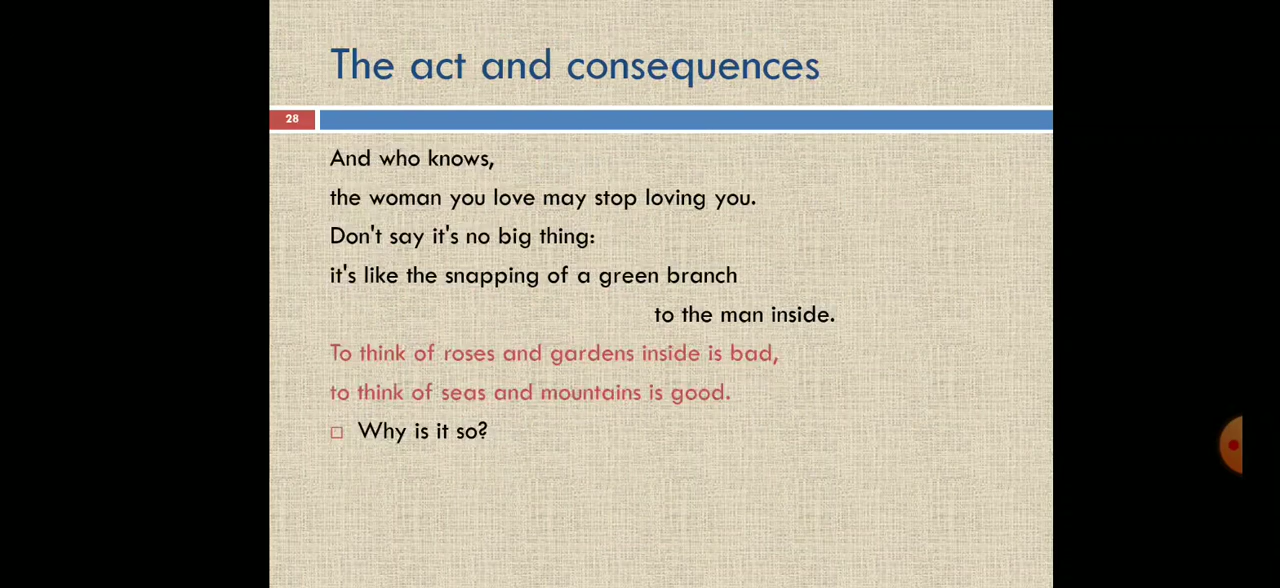 The act and consequences
28
And who knows,
the woman you love may stop loving you.
Don't say it's no big thing:
it's like the snapping of a green branch
to the man inside.
To think of roses and gardens inside is bad,
to think of seas and mountains is good.
Why is it so?